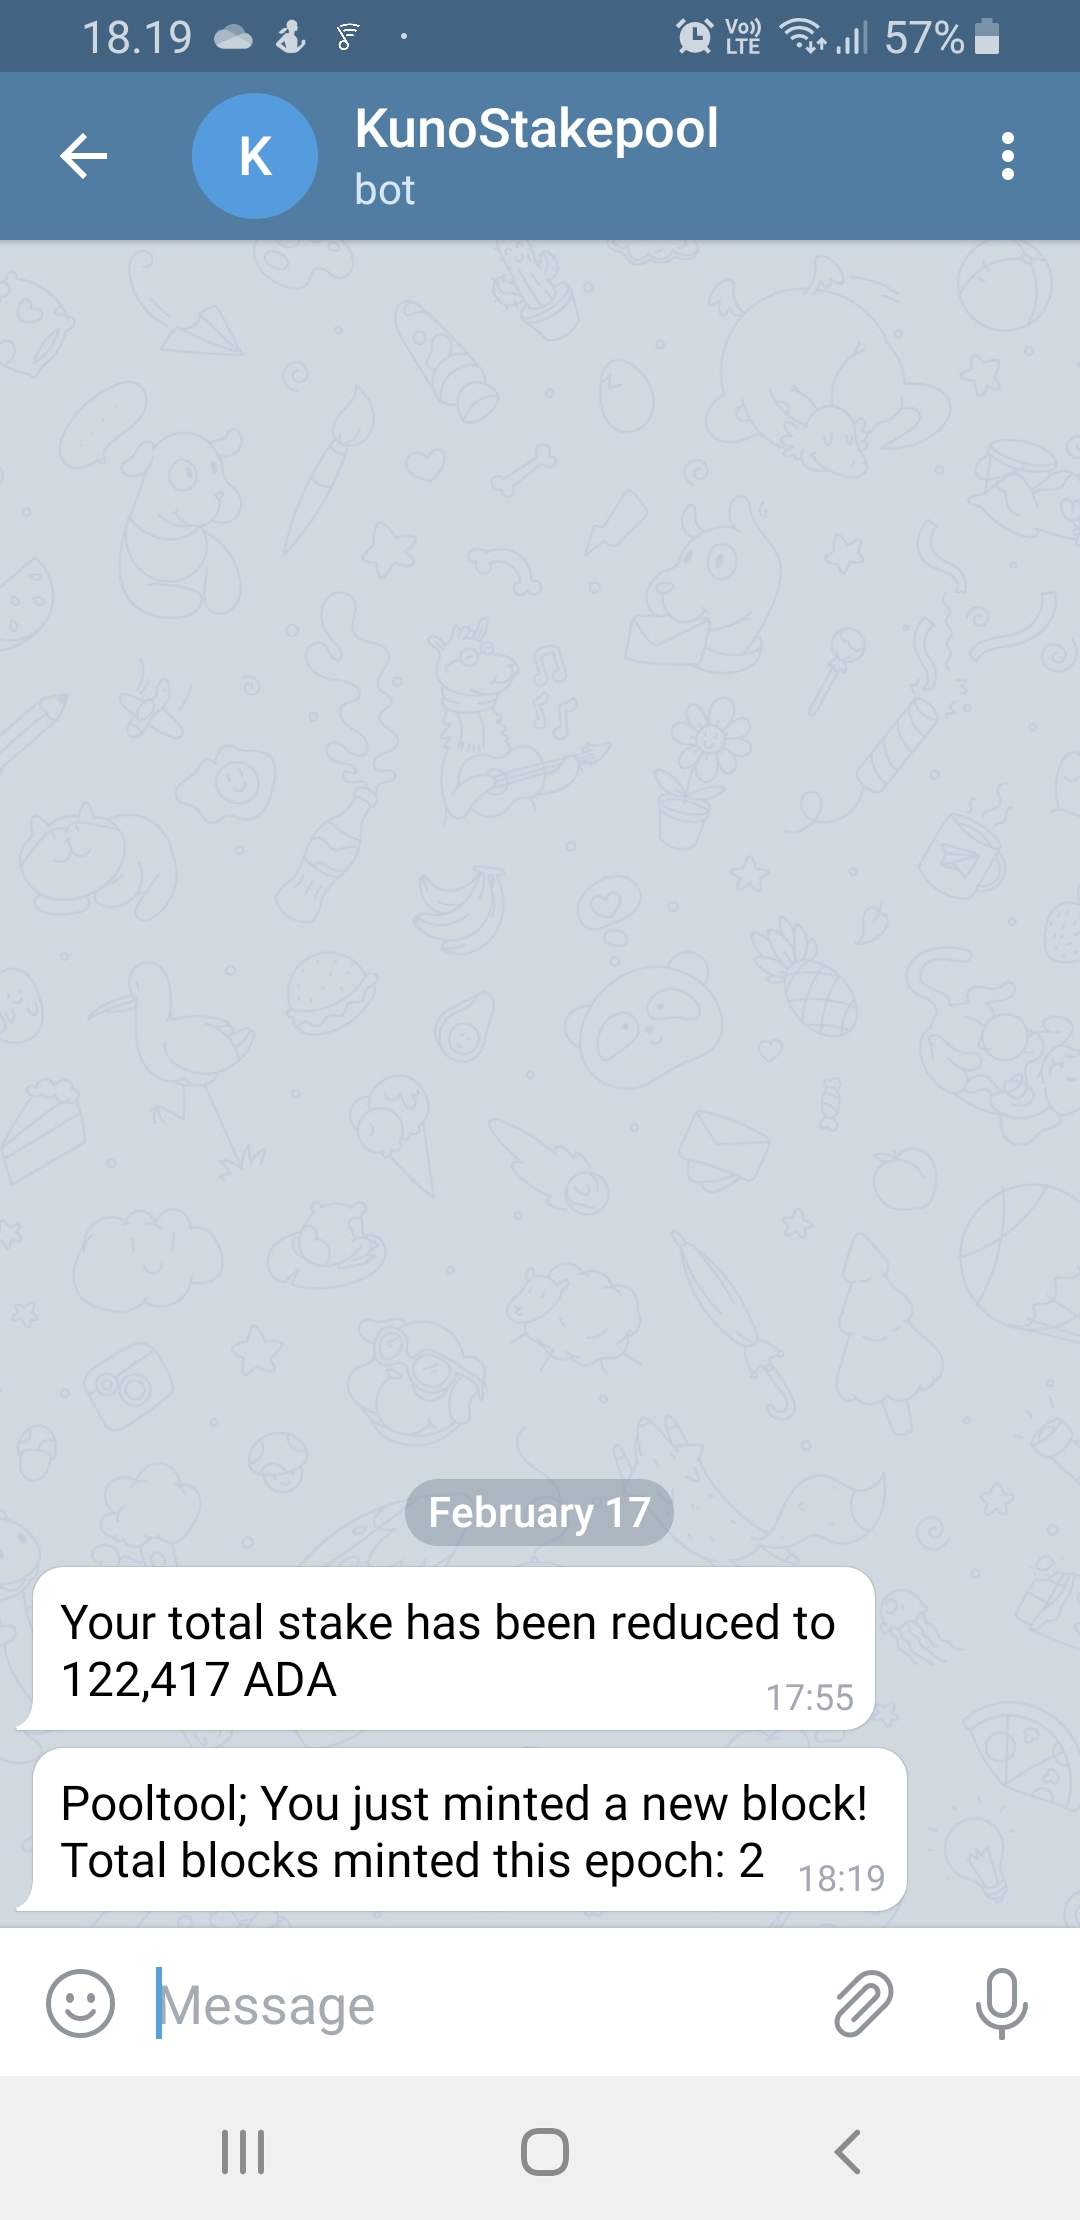 18.19
Vo)) LTE
57%
K
KunoStakepool
bot
February 17
Your total stake has been reduced to
122,417 ADA
17:55
Pooltool; You just minted a new block!
Total blocks minted this epoch: 2
18:19
Message